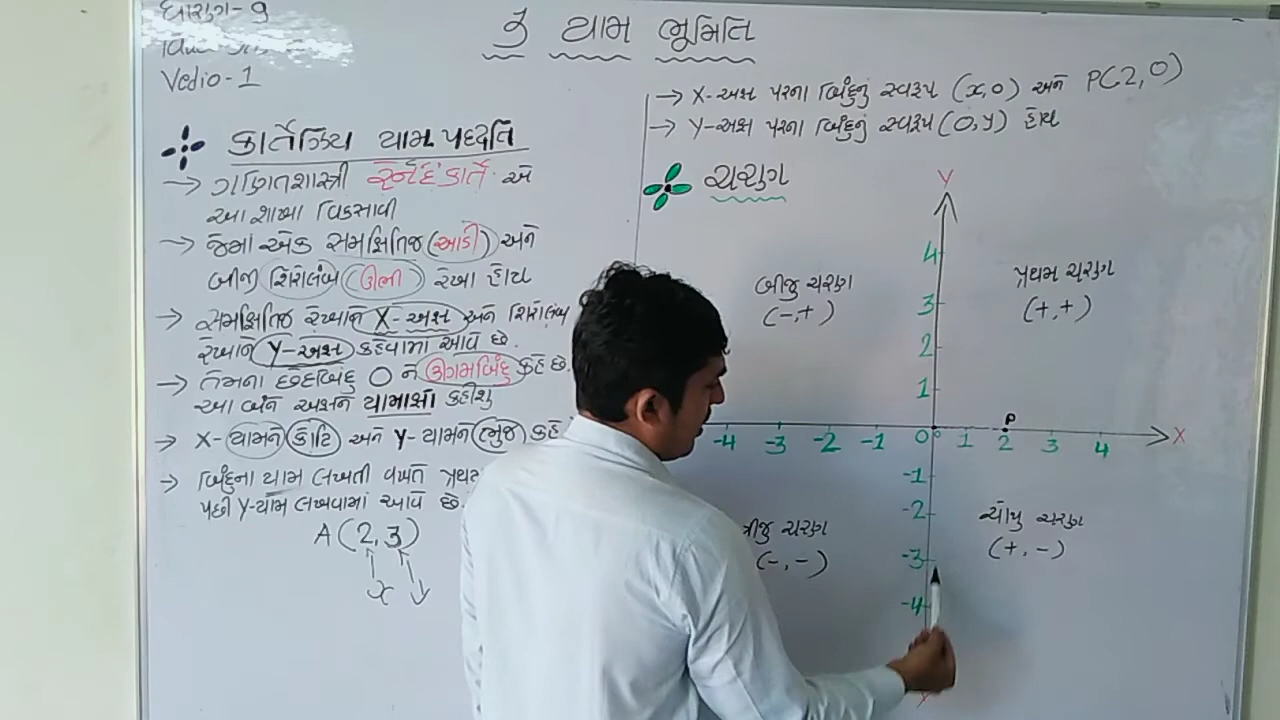 ધોરણ-9
Vedio-1
3 યામ ભૂમિતિ
કાર્તેઝિય યામ પદ્ધતિ
→ ગણિતશાસ્ત્રી રેને દ કાર્તે એ
આ શાખા વિકસાવી
→ જેમાં એક સમક્ષિતિજ (આડી) અને
બીજી શિરોલંબ (ઊભી) રેખા હોય
→ સમક્ષિતિજ રેખાને X-અક્ષ અને શિરોલંબ
રેખાને Y-અક્ષ કહેવામાં આવે છે.
→ તેમના છેદબિંદુ O ને ઊગમબિંદુ કહે છે.
આ બંને અક્ષને યામાક્ષો કહીશુ
→ X-યામને કોટિ અને Y-યામને ભુજ કહે
→ બિંદુના યામ લખતી વખતે પ્રથમ
પછી Y-યામ લખવામાં આવે છે.
A(2,3)
x y
→ X-અક્ષ પરના બિંદુનું સ્વરૂપ (x,0) અને P(2,0)
→ Y-અક્ષ પરના બિંદુનું સ્વરૂપ (0,y) હોય
ચરણ
Y
4
બીજુ ચરણ
(-,+)
પ્રથમ ચરણ
(+,+)
3
2
1
P
-4 -3 -2 -1 0 1 2 3 4 X
-1
-2
ત્રીજુ ચરણ
(-,-)
ચોથુ ચરણ
(+,-)
-3
-4